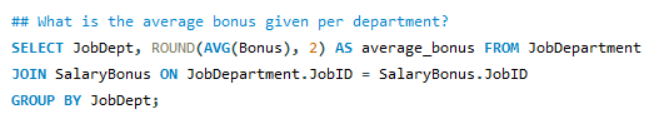 ## What is the average bonus given per department?
SELECT JobDept, ROUND(AVG(Bonus), 2) AS average_bonus FROM JobDepartment
JOIN SalaryBonus ON JobDepartment.JobID = SalaryBonus.JobID
GROUP BY JobDept;